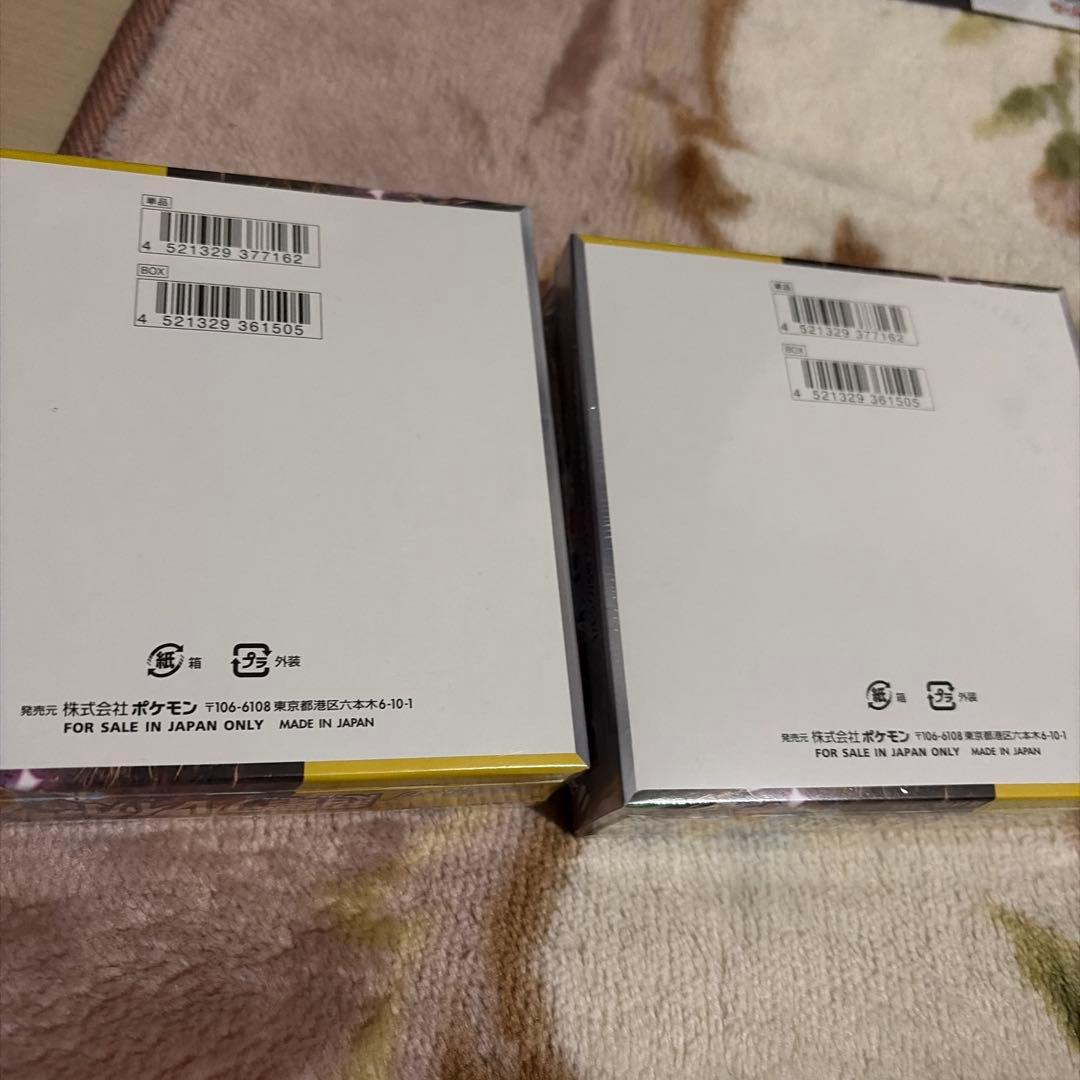 単品
4 521329 377162
BOX
4 521329 361505
紙 箱 プラ 外装
発売元 株式会社ポケモン 〒106-6108 東京都港区六本木6-10-1
FOR SALE IN JAPAN ONLY MADE IN JAPAN
単品
4 521329 377162
BOX
4 521329 361505
紙 箱 プラ 外装
発売元 株式会社ポケモン 〒106-6108 東京都港区六本木6-10-1
FOR SALE IN JAPAN ONLY MADE IN JAPAN